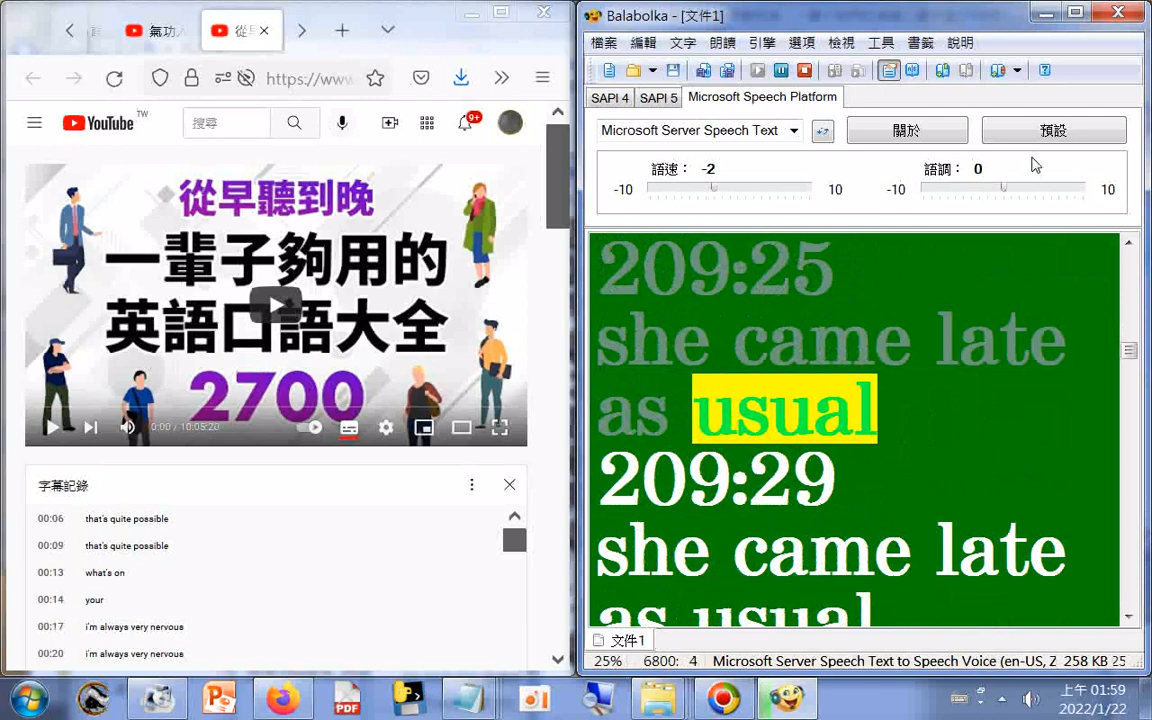 氣功
從
https://www
YouTube TW
搜尋
9+
從早聽到晚
一輩子夠用的
英語口語大全
2700
0:00 / 10:05:20
字幕記錄
00:06 that's quite possible
00:09 that's quite possible
00:13 what's on
00:14 your
00:17 i'm always very nervous
00:20 i'm always very nervous
Balabolka - [文件1]
檔案 編輯 文字 朗讀 引擎 選項 檢視 工具 書籤 說明
SAPI 4 SAPI 5 Microsoft Speech Platform
Microsoft Server Speech Text 關於 預設
語速： -2 語調： 0
-10 10 -10 10
209:25
she came late
as usual
209:29
she came late
as usual
文件1
25% 6800: 4 Microsoft Server Speech Text to Speech Voice (en-US, Z 258 KB 25
PDF
上午 01:59
2022/1/22